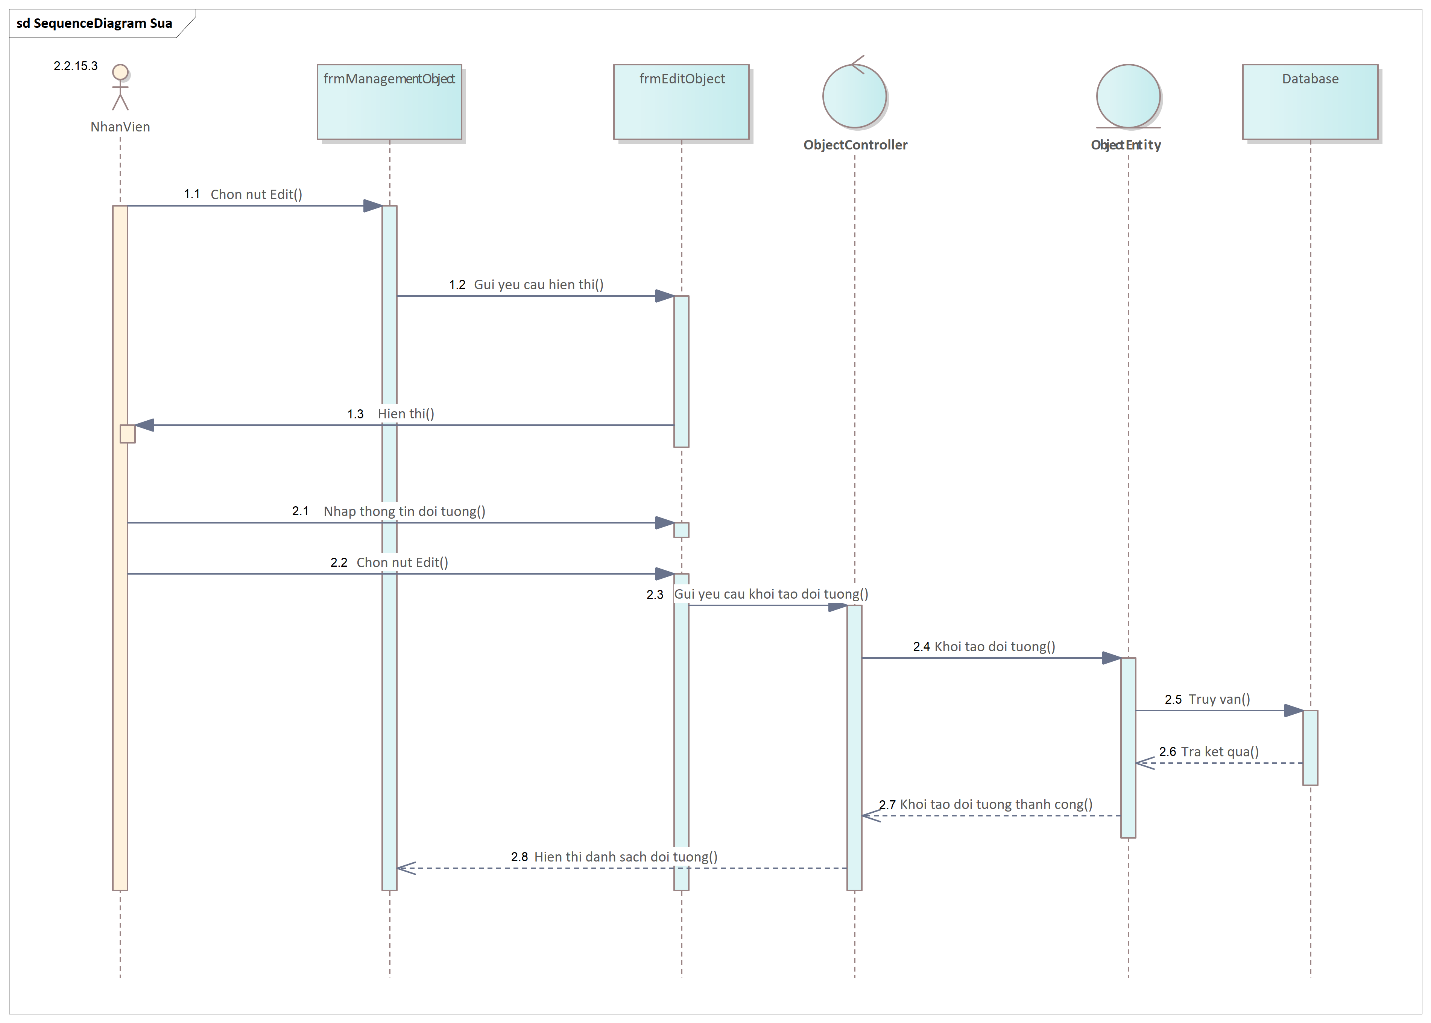 sd SequenceDiagram Sua
2.2.15.3
NhanVien
frmManagementObject
frmEditObject
ObjectController
ObjectEntity
Database
1.1 Chon nut Edit()
1.2 Gui yeu cau hien thi()
1.3 Hien thi()
2.1 Nhap thong tin doi tuong()
2.2 Chon nut Edit()
2.3 Gui yeu cau khoi tao doi tuong()
2.4 Khoi tao doi tuong()
2.5 Truy van()
2.6 Tra ket qua()
2.7 Khoi tao doi tuong thanh cong()
2.8 Hien thi danh sach doi tuong()